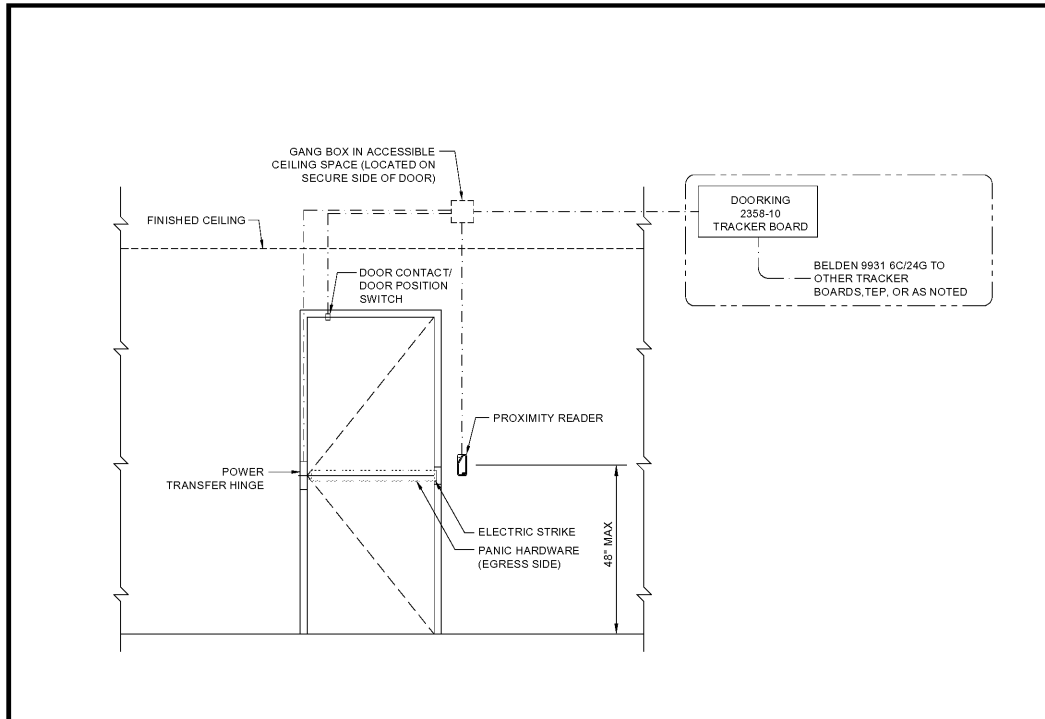 GANG BOX IN ACCESSIBLE
CEILING SPACE (LOCATED ON
SECURE SIDE OF DOOR)
DOORKING
2358-10
TRACKER BOARD
FINISHED CEILING
BELDEN 9931 6C/24G TO
OTHER TRACKER
BOARDS,TEP, OR AS NOTED
DOOR CONTACT/
DOOR POSITION
SWITCH
PROXIMITY READER
POWER
TRANSFER HINGE
ELECTRIC STRIKE
PANIC HARDWARE
(EGRESS SIDE)
48" MAX